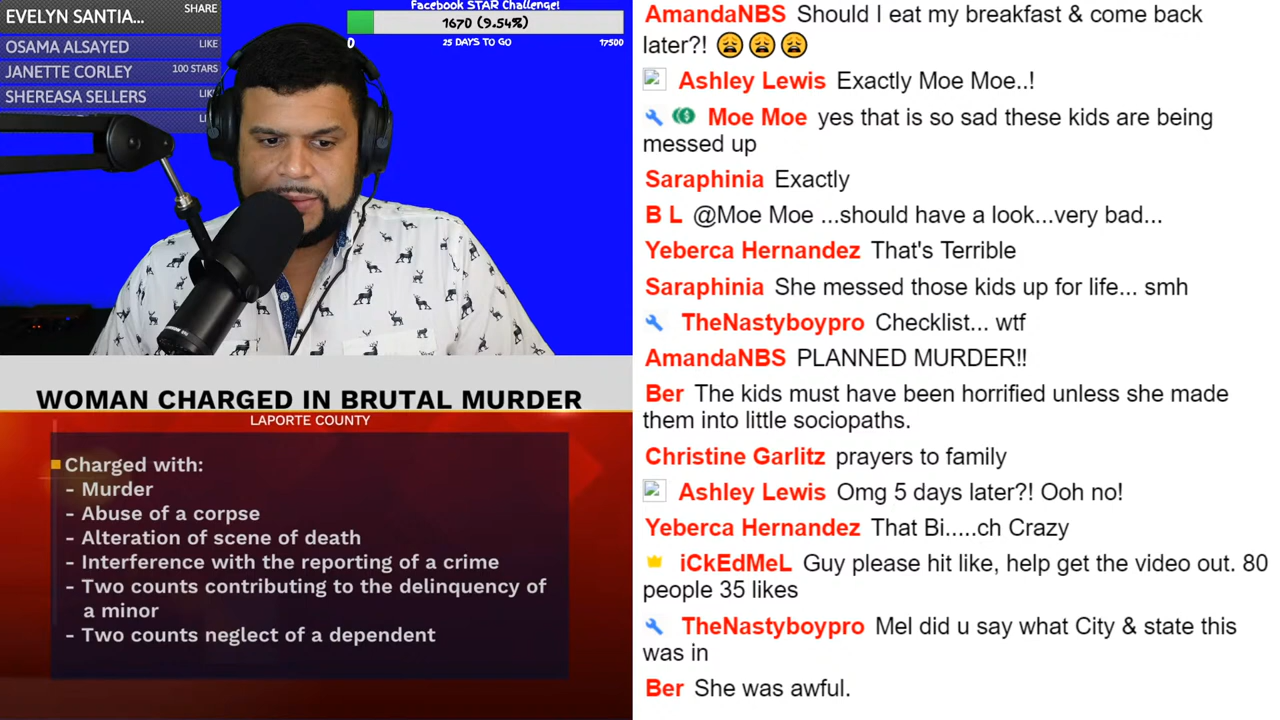 EVELYN SANTIA...
SHARE
OSAMA ALSAYED
LIKE
JANETTE CORLEY
100 STARS
SHEREASA SELLERS
Facebook STAR Challenge!
1670 (9.54%)
0
25 DAYS TO GO
17500
WOMAN CHARGED IN BRUTAL MURDER
LAPORTE COUNTY
Charged with:
- Murder
- Abuse of a corpse
- Alteration of scene of death
- Interference with the reporting of a crime
- Two counts contributing to the delinquency of
a minor
- Two counts neglect of a dependent
AmandaNBS Should I eat my breakfast & come back
later?! 😩😩😩
Ashley Lewis Exactly Moe Moe..!
Moe Moe yes that is so sad these kids are being
messed up
Saraphinia Exactly
B L @Moe Moe ...should have a look...very bad...
Yeberca Hernandez That's Terrible
Saraphinia She messed those kids up for life... smh
TheNastyboypro Checklist... wtf
AmandaNBS PLANNED MURDER!!
Ber The kids must have been horrified unless she made
them into little sociopaths.
Christine Garlitz prayers to family
Ashley Lewis Omg 5 days later?! Ooh no!
Yeberca Hernandez That Bi.....ch Crazy
iCkEdMeL Guy please hit like, help get the video out. 80
people 35 likes
TheNastyboypro Mel did u say what City & state this
was in
Ber She was awful.